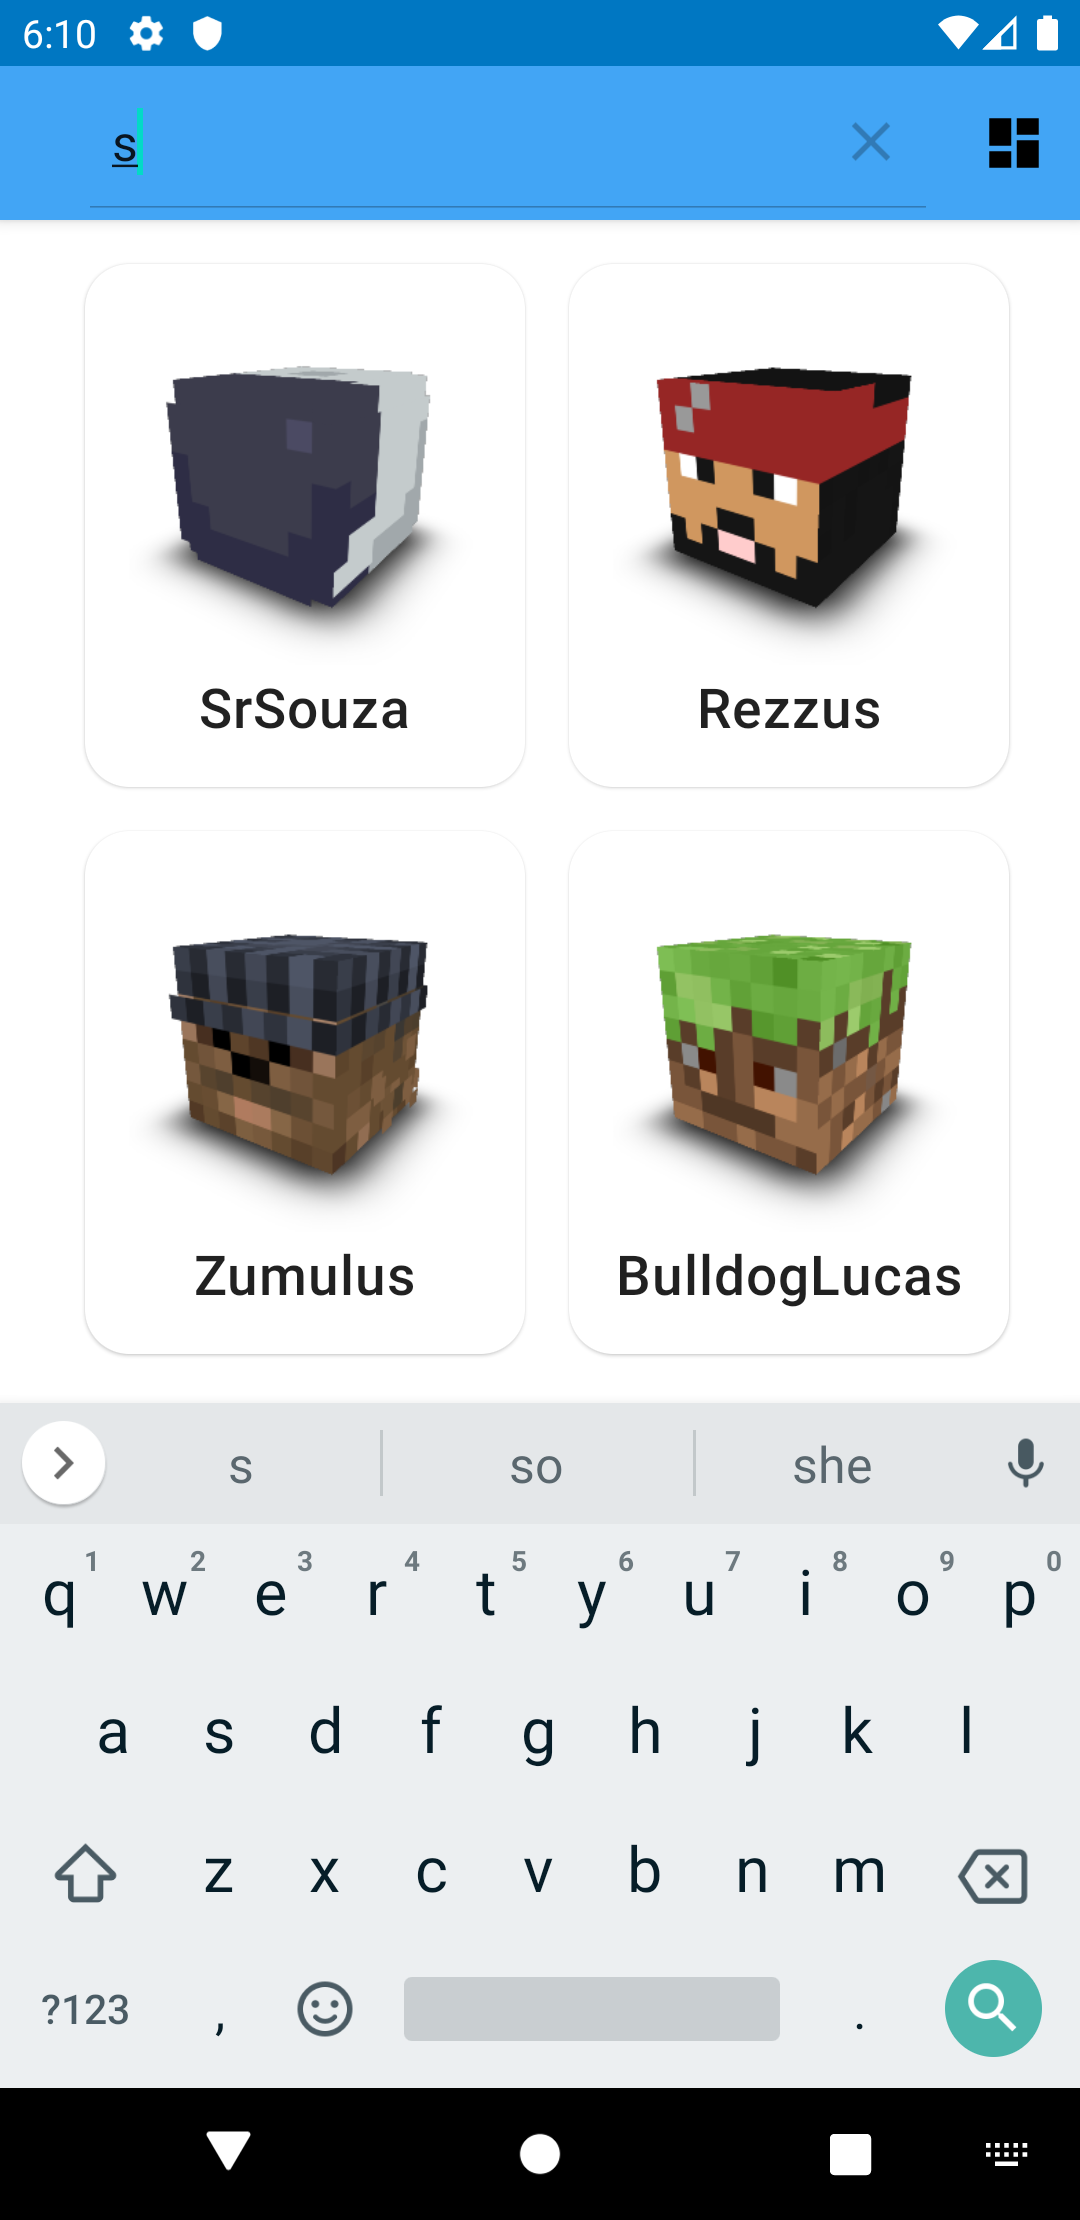 6:10
s
SrSouza
Rezzus
Zumulus
BulldogLucas
s so she
1 2 3 4 5 6 7 8 9 0
q w e r t y u i o p
a s d f g h j k l
z x c v b n m
?123 , .